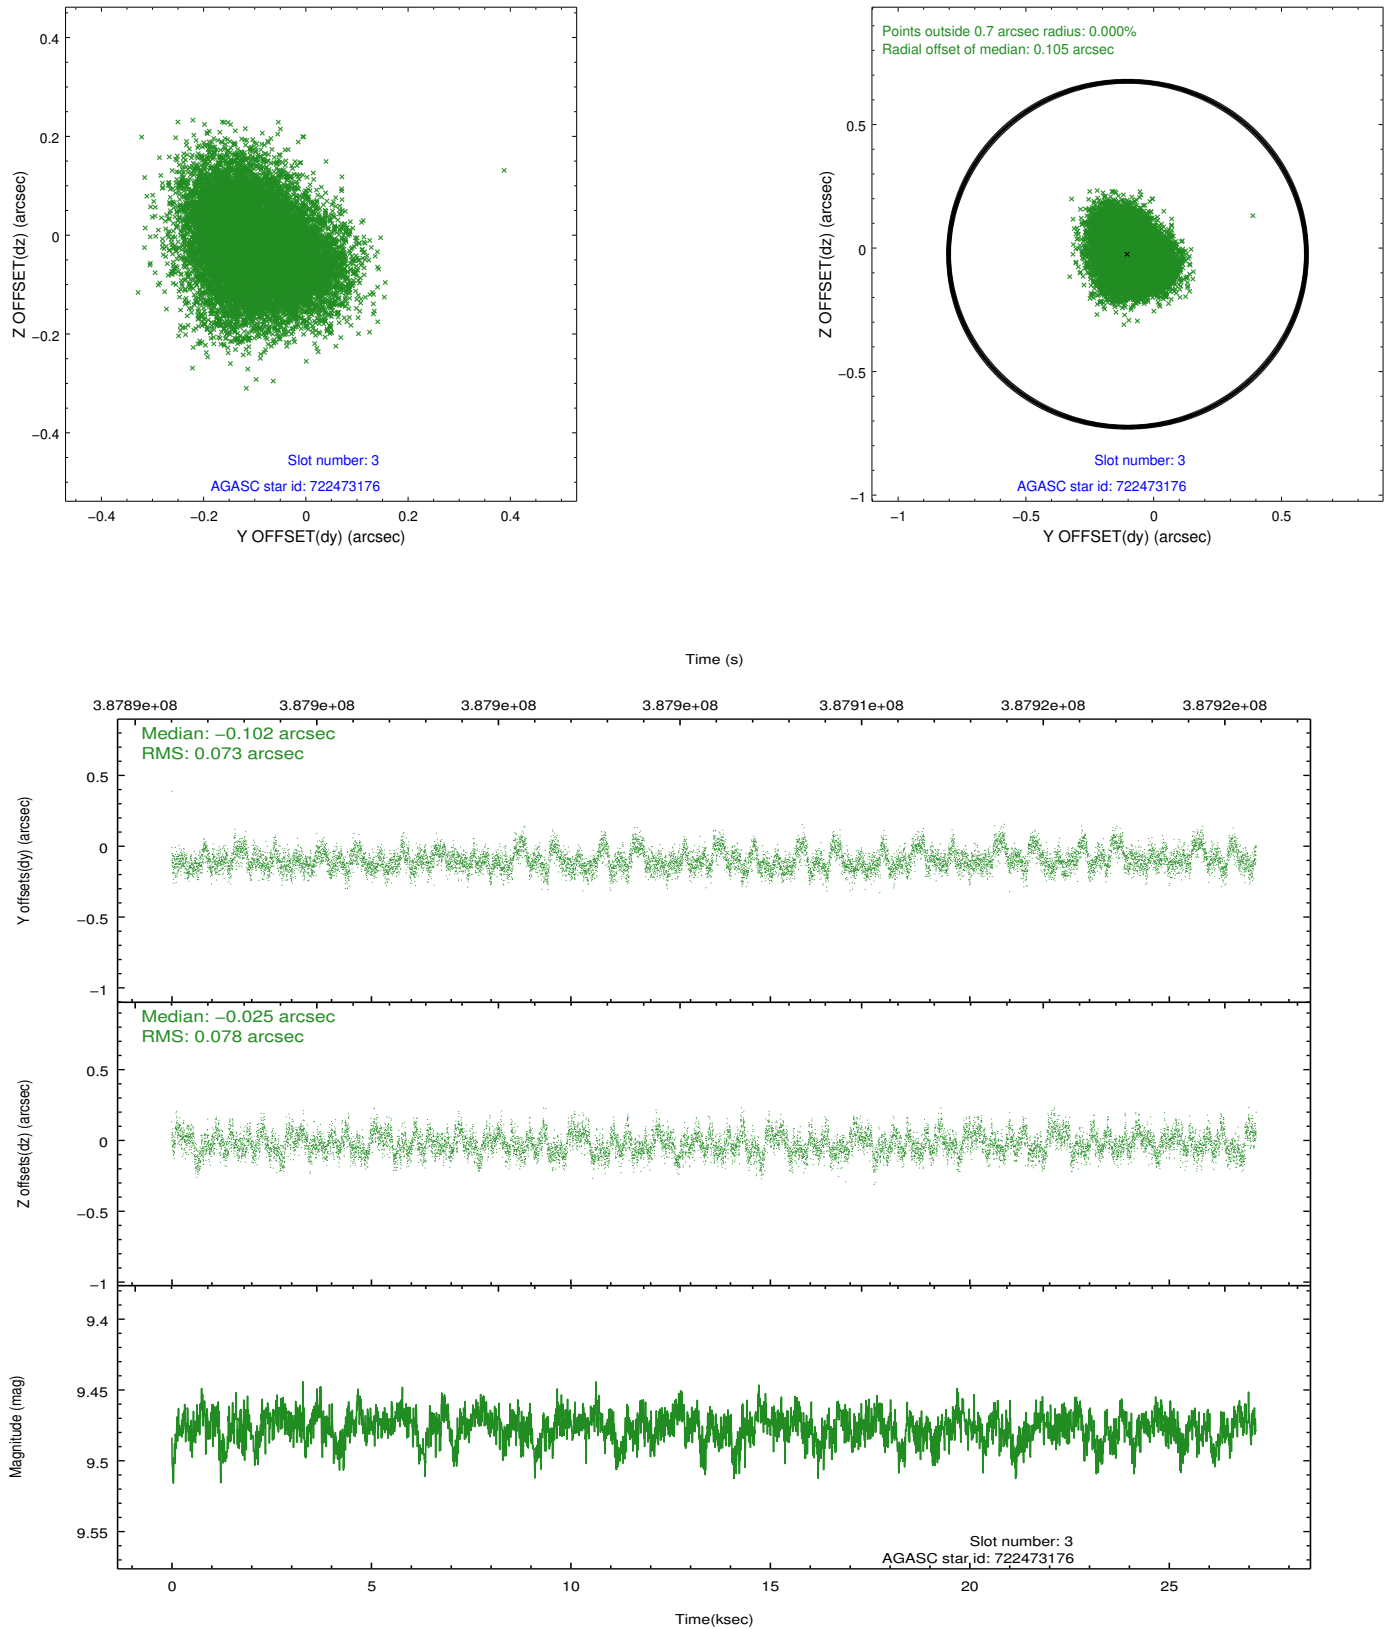 0.4
0.2
0
−0.2
−0.4
Z OFFSET(dz) (arcsec)
Slot number: 3
AGASC star id: 722473176
−0.4 −0.2 0 0.2 0.4
Y OFFSET(dy) (arcsec)
Points outside 0.7 arcsec radius: 0.000%
Radial offset of median: 0.105 arcsec
0.5
0
−0.5
−1
Z OFFSET(dz) (arcsec)
Slot number: 3
AGASC star id: 722473176
−1 −0.5 0 0.5
Y OFFSET(dy) (arcsec)
Time (s)
3.8789e+08 3.879e+08 3.879e+08 3.879e+08 3.8791e+08 3.8792e+08 3.8792e+08
Median: −0.102 arcsec
RMS: 0.073 arcsec
0.5
0
−0.5
−1
Y offsets(dy) (arcsec)
Median: −0.025 arcsec
RMS: 0.078 arcsec
0.5
0
−0.5
−1
Z offsets(dz) (arcsec)
9.4
9.45
9.5
9.55
Magnitude (mag)
Slot number: 3
AGASC star id: 722473176
0 5 10 15 20 25
Time(ksec)